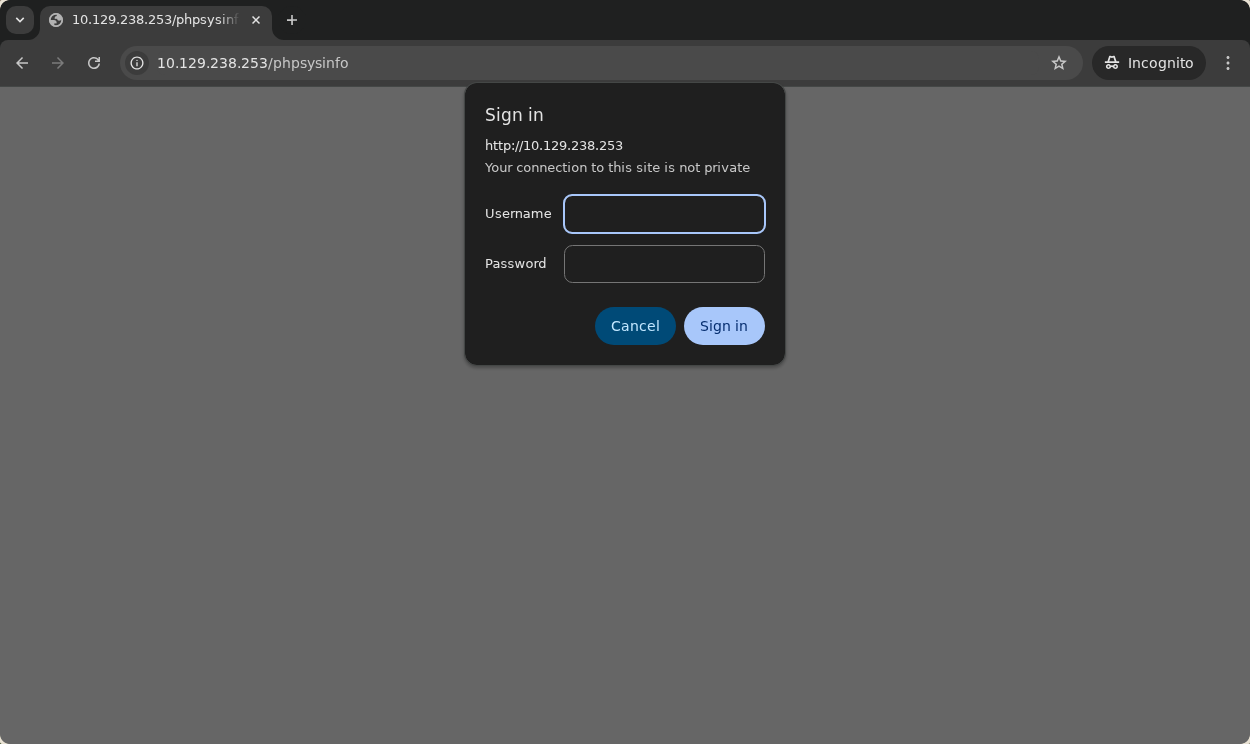 10.129.238.253/phpsysinf
10.129.238.253/phpsysinfo
Incognito
Sign in
http://10.129.238.253
Your connection to this site is not private
Username
Password
Cancel
Sign in